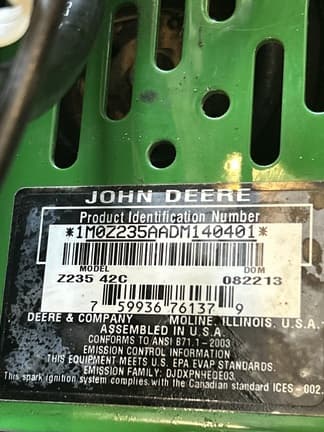 JOHN DEERE
Product Identification Number
*1M0Z235AADM140401*
MODEL DOM
Z235 42C 082213
7 59936 76137 9
DEERE & COMPANY MOLINE, ILLINOIS, U.S.A.
ASSEMBLED IN U.S.A.
CONFORMS TO ANSI B71.1 - 2003
EMISSION CONTROL INFORMATION
THIS EQUIPMENT MEETS U.S. EPA EVAP STANDARDS.
EMISSION FAMILY: DJDXPNHEQE03.
This spark ignition system complies with the Canadian standard ICES - 002.